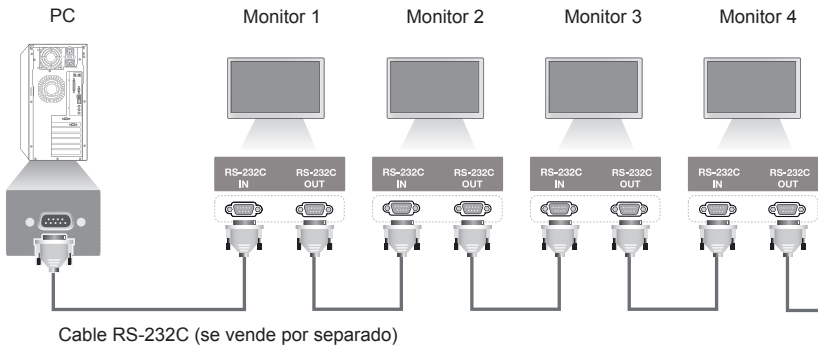 PC Monitor 1 Monitor 2 Monitor 3 Monitor 4
RS-232C IN RS-232C OUT RS-232C IN RS-232C OUT RS-232C IN RS-232C OUT RS-232C IN RS-232C OUT
Cable RS-232C (se vende por separado)